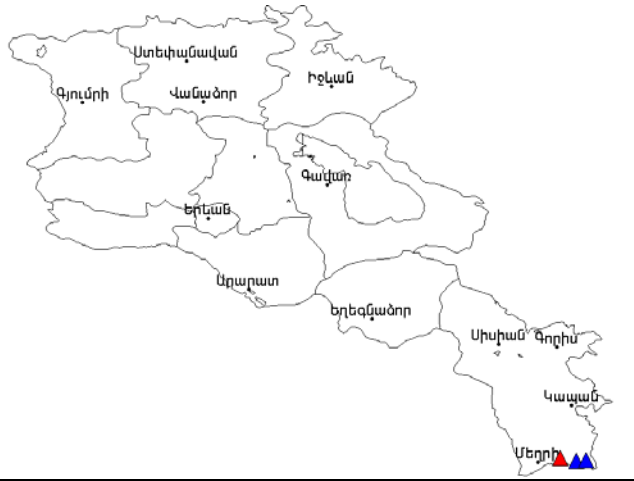 Ստեփանավան
Իջևան
Գյումրի
Վանաձոր
Գավառ
Երևան
Արարատ
Եղեգնաձոր
Սիսիան
Գորիս
Կապան
Մեղրի